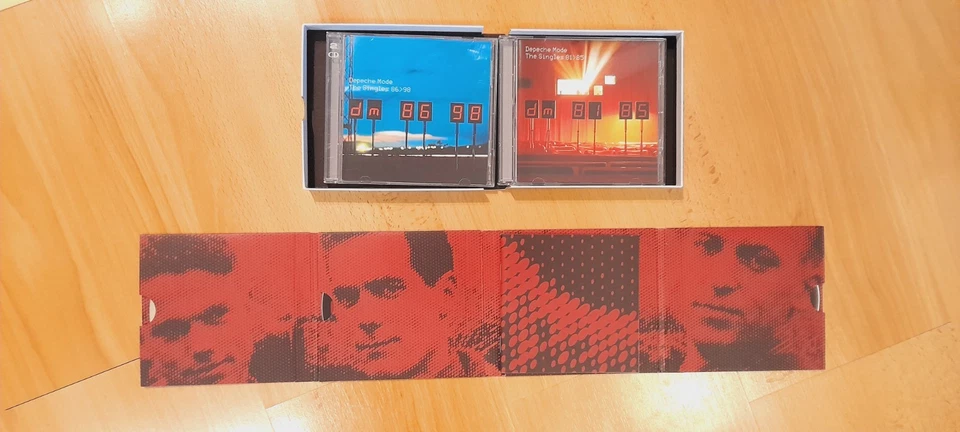 Depeche Mode
The Singles 86>98
dm 86 98
Depeche Mode
The Singles 81>85
dm 81 85